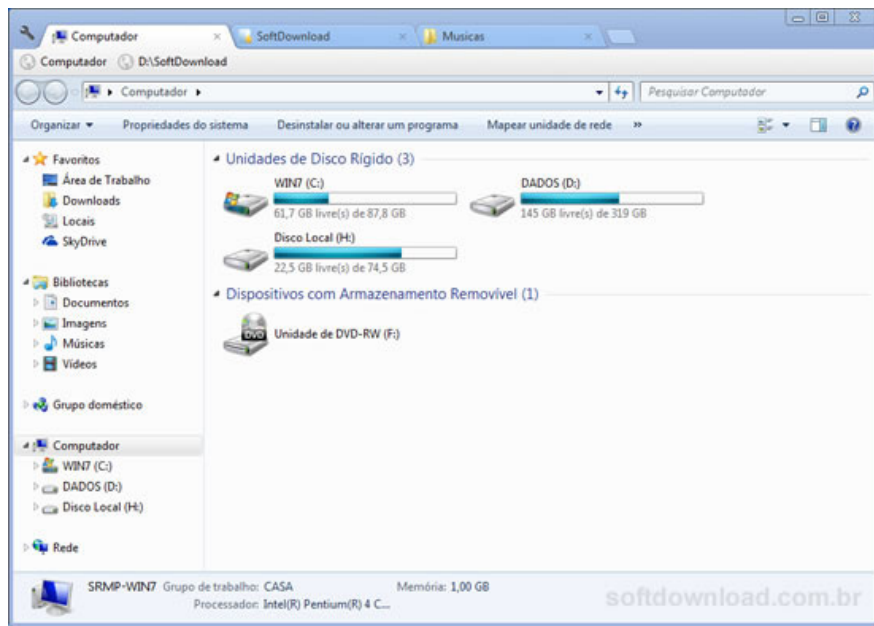 Computador SoftDownload Musicas
Computador D:\SoftDownload
Computador Pesquisar Computador
Organizar Propriedades do sistema Desinstalar ou alterar um programa Mapear unidade de rede »
Favoritos
Área de Trabalho
Downloads
Locais
SkyDrive
Bibliotecas
Documentos
Imagens
Músicas
Vídeos
Grupo doméstico
Computador
WIN7 (C:)
DADOS (D:)
Disco Local (H:)
Rede
Unidades de Disco Rígido (3)
WIN7 (C:)
61,7 GB livre(s) de 87,8 GB
DADOS (D:)
145 GB livre(s) de 319 GB
Disco Local (H:)
22,5 GB livre(s) de 74,5 GB
Dispositivos com Armazenamento Removível (1)
DVD
Unidade de DVD-RW (F:)
SRMP-WIN7 Grupo de trabalho: CASA Memória: 1,00 GB
Processador: Intel(R) Pentium(R) 4 C...
softdownload.com.br